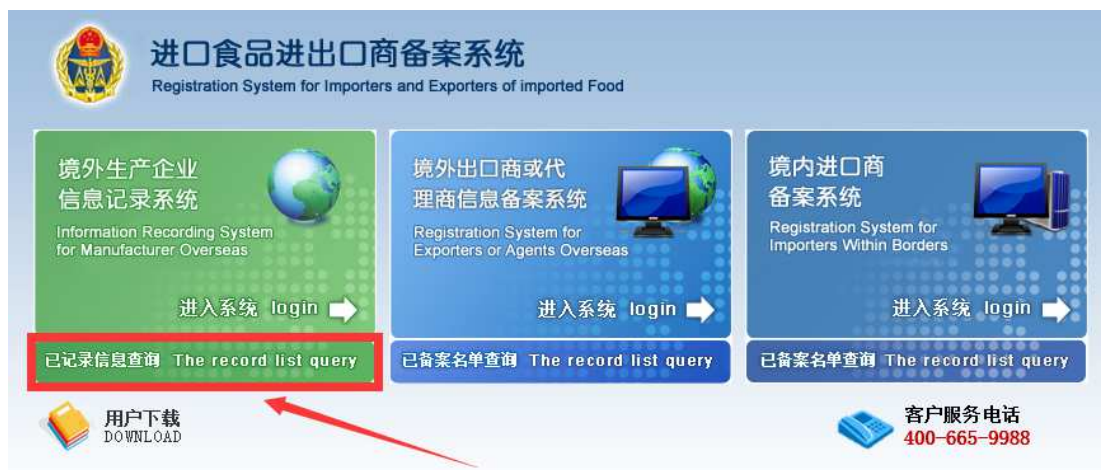 进口食品进出口商备案系统
Registration System for Importers and Exporters of imported Food
境外生产企业
信息记录系统
Information Recording System
for Manufacturer Overseas
进入系统 login
已记录信息查询 The record list query
境外出口商或代
理商信息备案系统
Registration System for
Exporters or Agents Overseas
进入系统 login
已备案名单查询 The record list query
境内进口商
备案系统
Registration System for
Importers Within Borders
进入系统 login
已备案名单查询 The record list query
用户下载
DOWNLOAD
客户服务电话
400-665-9988